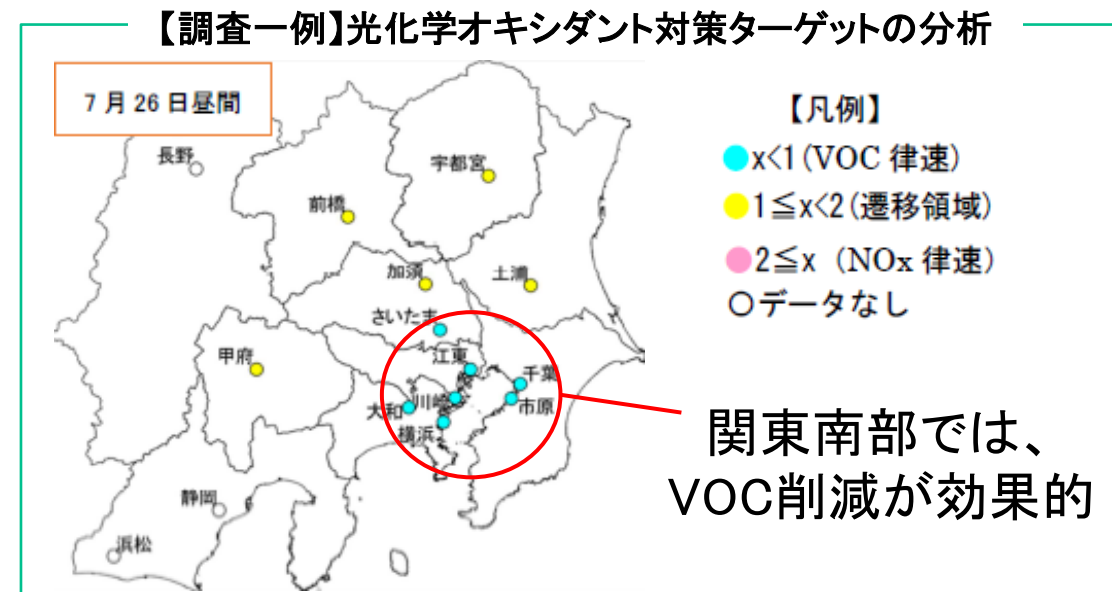 【調査一例】光化学オキシダント対策ターゲットの分析
7月26日昼間
【凡例】
x<1(VOC 律速)
1≦x<2(遷移領域)
2≦x (NOx 律速)
データなし
長野
宇都宮
前橋
加須
土浦
さいたま
甲府
江東
千葉
大和
川崎
市原
横浜
静岡
浜松
関東南部では、
VOC削減が効果的